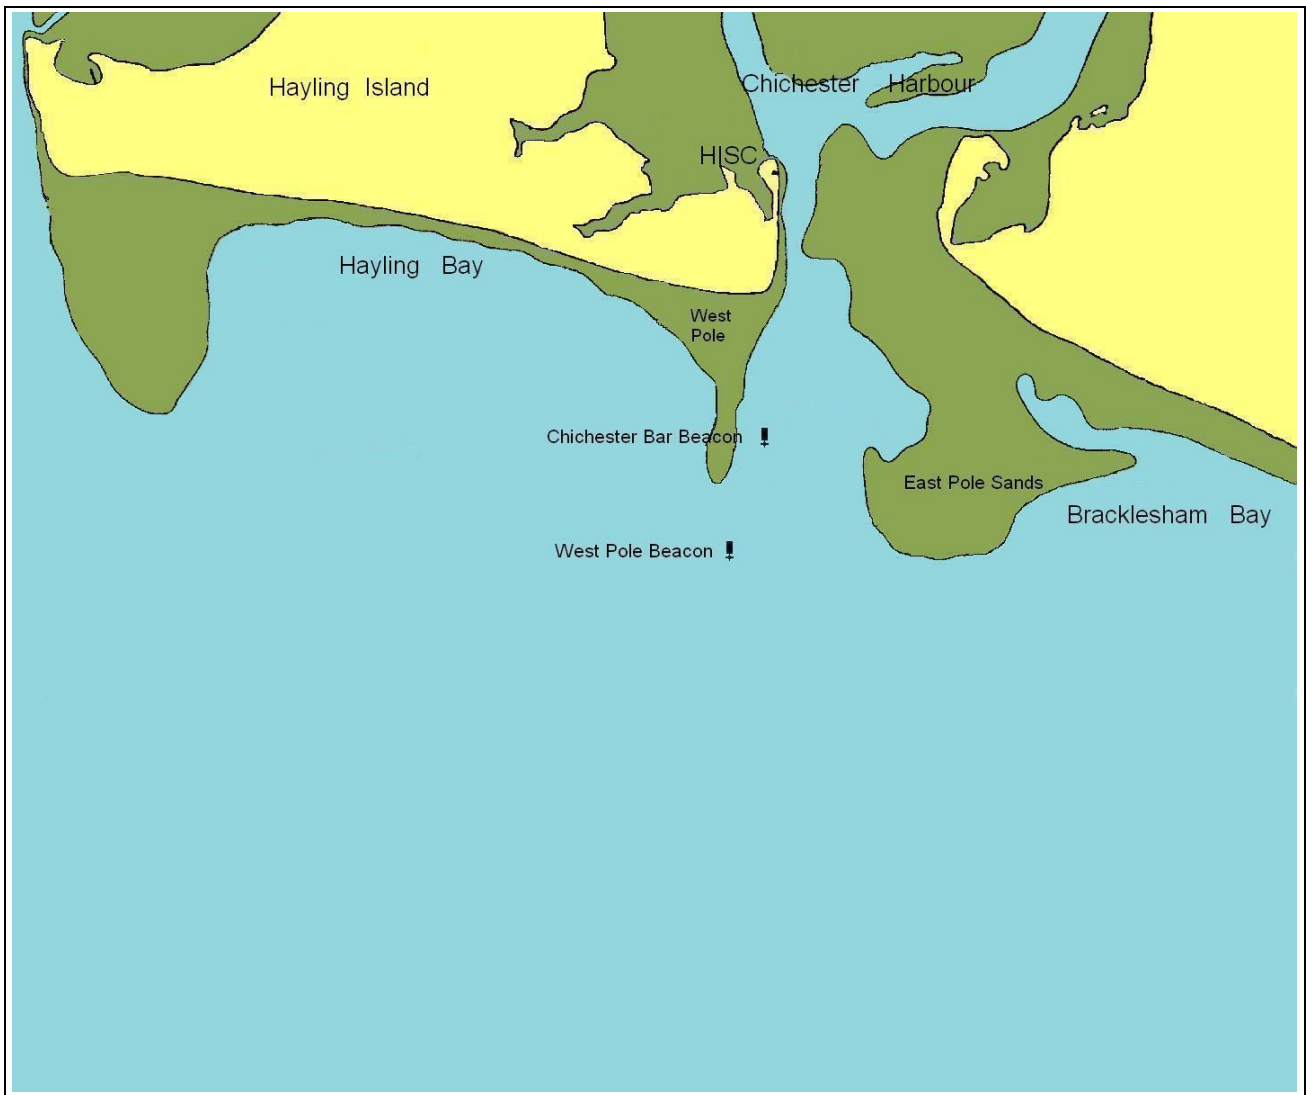 Hayling Island
Chichester Harbour
HISC
Hayling Bay
West
Pole
Chichester Bar Beacon
East Pole Sands
Bracklesham Bay
West Pole Beacon